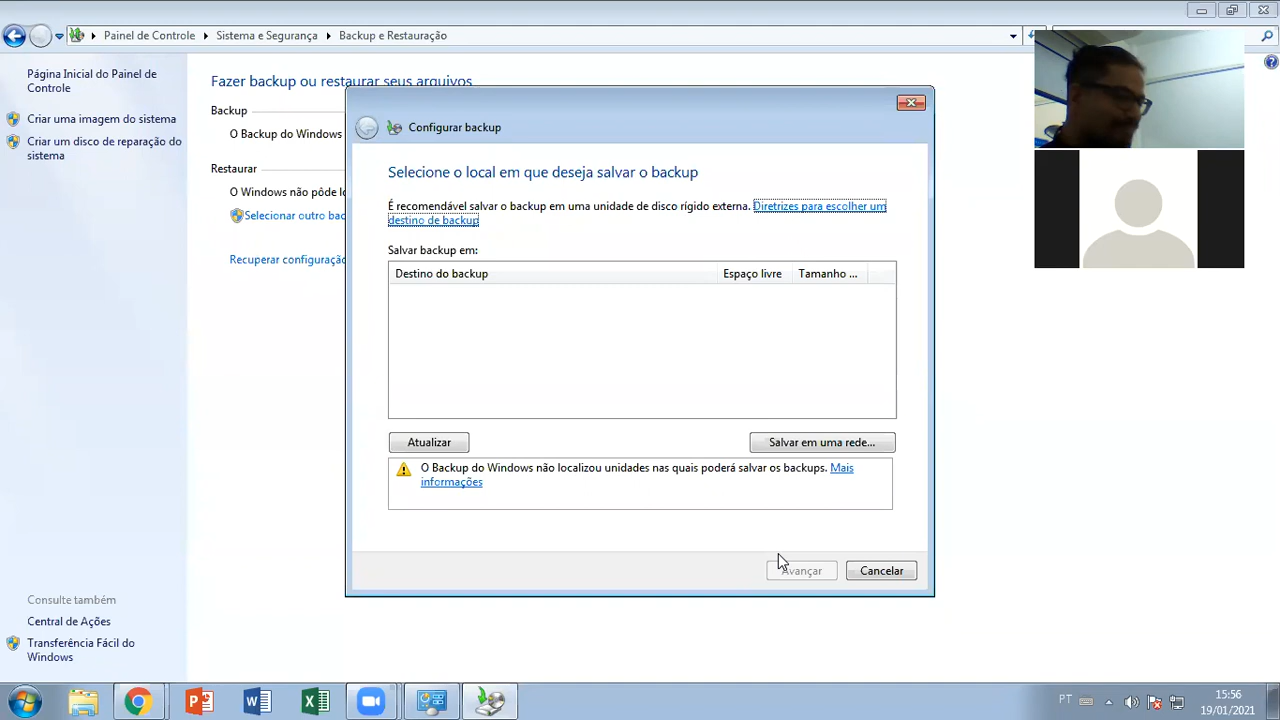 Painel de Controle
Sistema e Segurança
Backup e Restauração
Página Inicial do Painel de
Controle
Criar uma imagem do sistema
Criar um disco de reparação do
sistema
Fazer backup ou restaurar seus arquivos
Backup
O Backup do Windows
Restaurar
O Windows não pôde lo
Selecionar outro bac
Recuperar configuração
Configurar backup
Selecione o local em que deseja salvar o backup
É recomendável salvar o backup em uma unidade de disco rígido externa. Diretrizes para escolher um
destino de backup
Salvar backup em:
Destino do backup
Espaço livre
Tamanho ...
Atualizar
Salvar em uma rede...
O Backup do Windows não localizou unidades nas quais poderá salvar os backups. Mais
informações
Avançar
Cancelar
Consulte também
Central de Ações
Transferência Fácil do
Windows
PT
15:56
19/01/2021